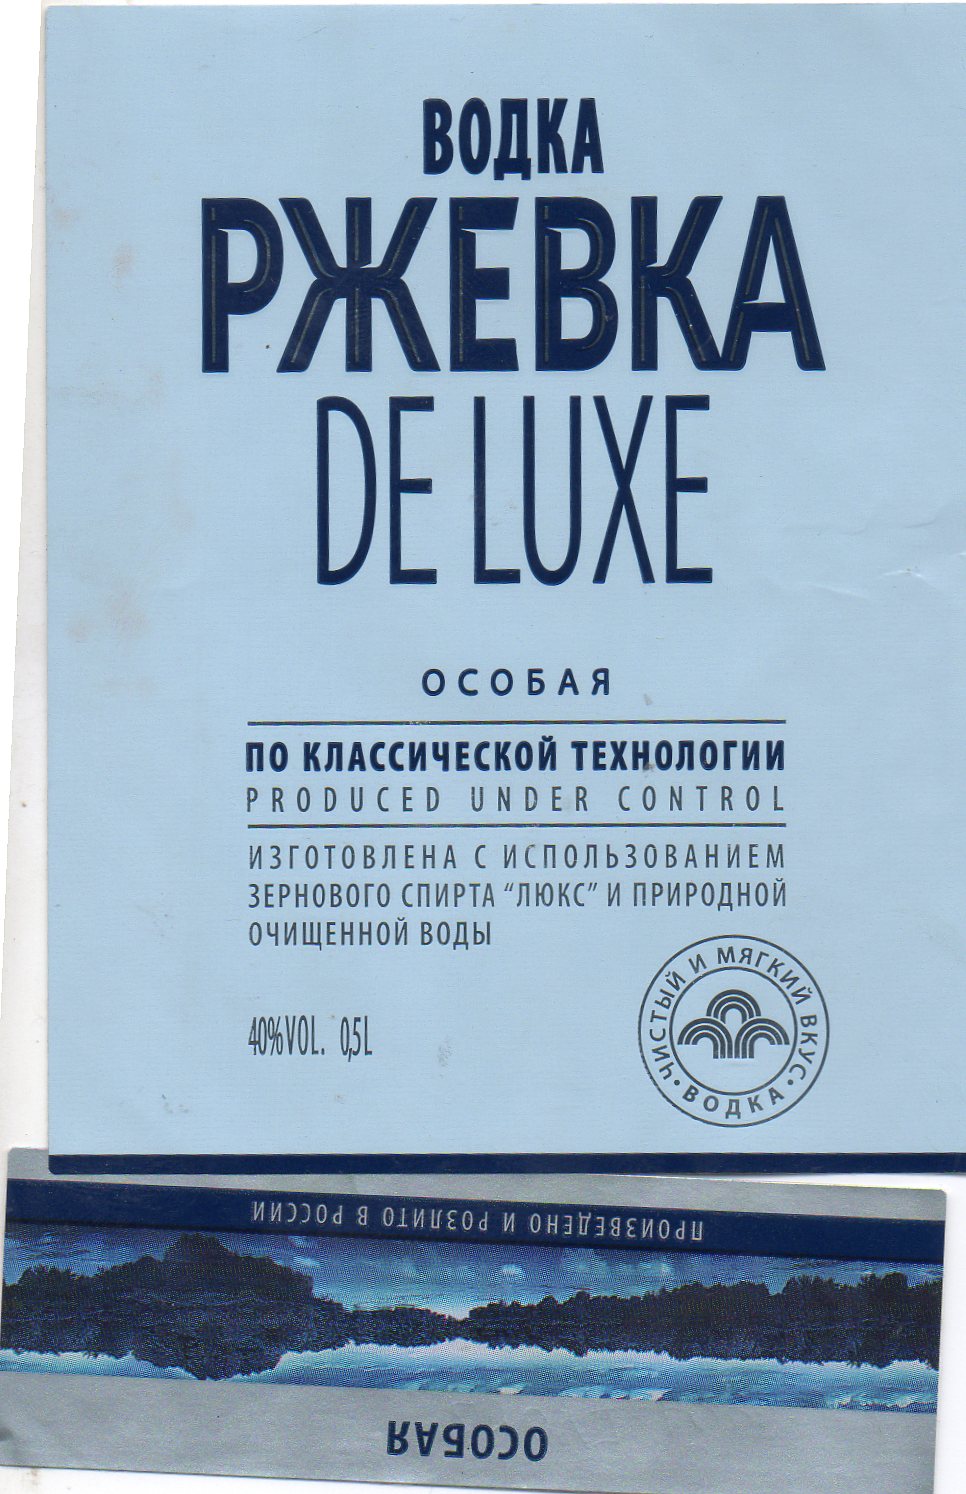 ВОДКА
РЖЕВКА
DE LUXE
ОСОБАЯ
ПО КЛАССИЧЕСКОЙ ТЕХНОЛОГИИ
PRODUCED UNDER CONTROL
ИЗГОТОВЛЕНА С ИСПОЛЬЗОВАНИЕМ
ЗЕРНОВОГО СПИРТА “ЛЮКС” И ПРИРОДНОЙ
ОЧИЩЕННОЙ ВОДЫ
40%VOL. 0,5L
ЧИСТЫЙ И МЯГКИЙ ВКУС • ВОДКА •
ПРОИЗВЕДЕНО И РОЗЛИТО В РОССИИ
ОСОБАЯ